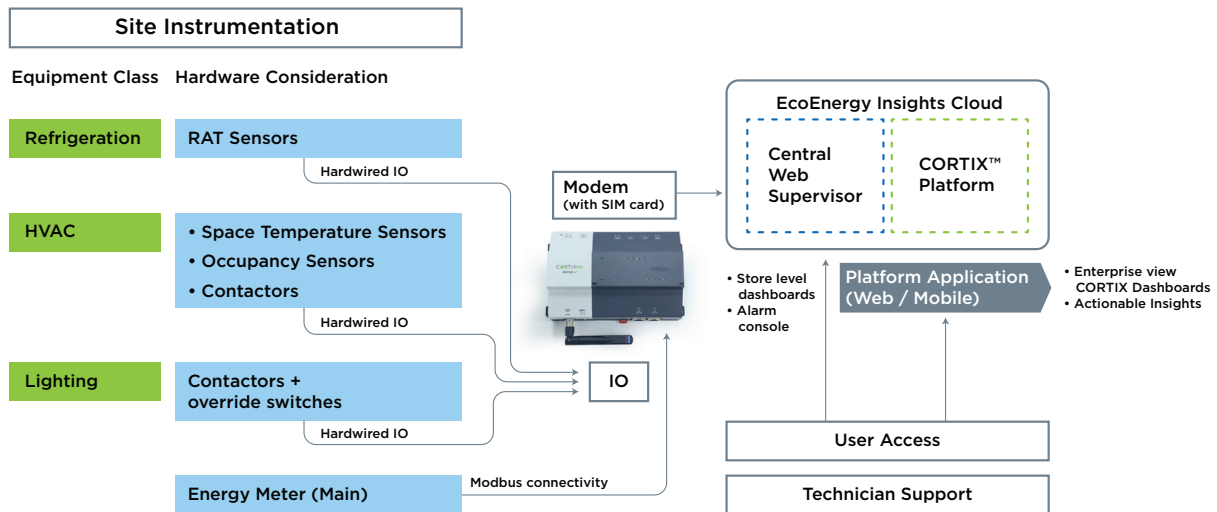 Site Instrumentation
Equipment Class
Hardware Consideration
Refrigeration
RAT Sensors
Hardwired IO
HVAC
• Space Temperature Sensors
• Occupancy Sensors
• Contactors
Hardwired IO
Lighting
Contactors +
override switches
Hardwired IO
Energy Meter (Main)
Modbus connectivity
IO
Modem
(with SIM card)
CORTIX
EcoEnergy Insights Cloud
Central
Web
Supervisor
CORTIX™
Platform
• Store level
dashboards
• Alarm
console
Platform Application
(Web / Mobile)
• Enterprise view
CORTIX Dashboards
• Actionable Insights
User Access
Technician Support